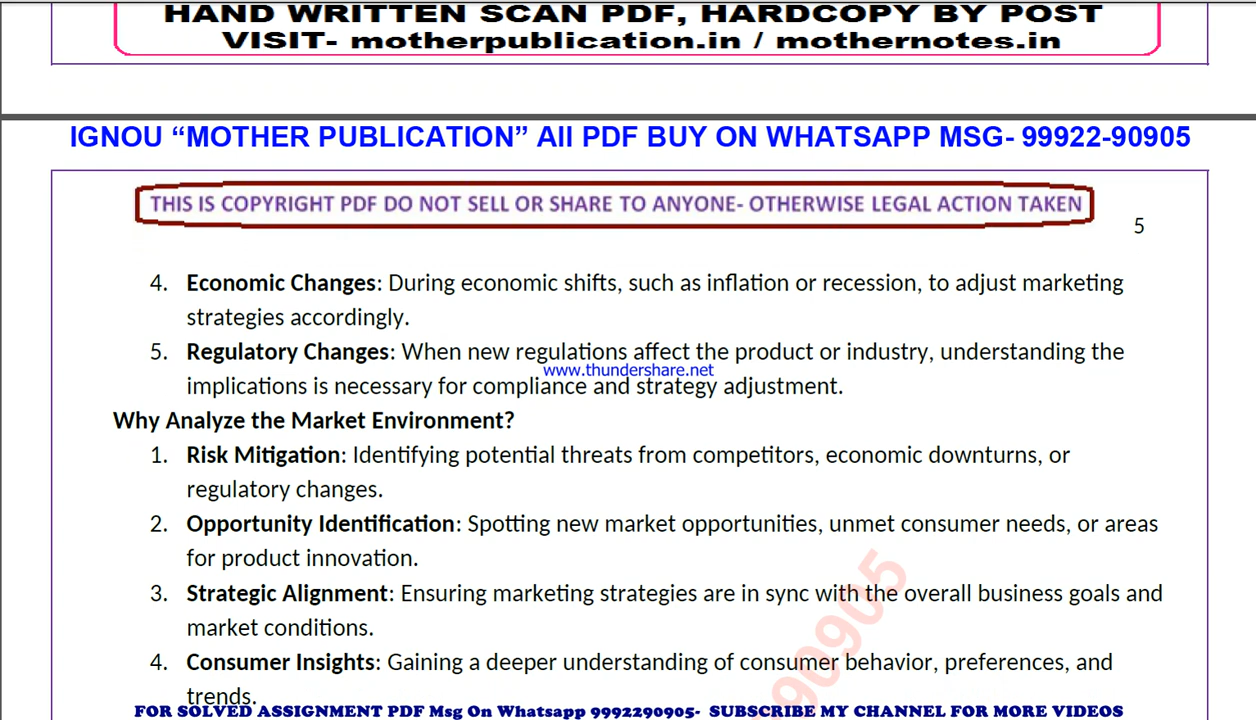 HAND WRITTEN SCAN PDF, HARDCOPY BY POST
VISIT- motherpublication.in / mothernotes.in
IGNOU “MOTHER PUBLICATION” All PDF BUY ON WHATSAPP MSG- 99922-90905
THIS IS COPYRIGHT PDF DO NOT SELL OR SHARE TO ANYONE- OTHERWISE LEGAL ACTION TAKEN
5
4. Economic Changes: During economic shifts, such as inflation or recession, to adjust marketing
strategies accordingly.
5. Regulatory Changes: When new regulations affect the product or industry, understanding the
www.thundershare.net
implications is necessary for compliance and strategy adjustment.
Why Analyze the Market Environment?
1. Risk Mitigation: Identifying potential threats from competitors, economic downturns, or
regulatory changes.
2. Opportunity Identification: Spotting new market opportunities, unmet consumer needs, or areas
for product innovation.
3. Strategic Alignment: Ensuring marketing strategies are in sync with the overall business goals and
market conditions.
4. Consumer Insights: Gaining a deeper understanding of consumer behavior, preferences, and
trends.
90905
FOR SOLVED ASSIGNMENT PDF Msg On Whatsapp 9992290905- SUBSCRIBE MY CHANNEL FOR MORE VIDEOS